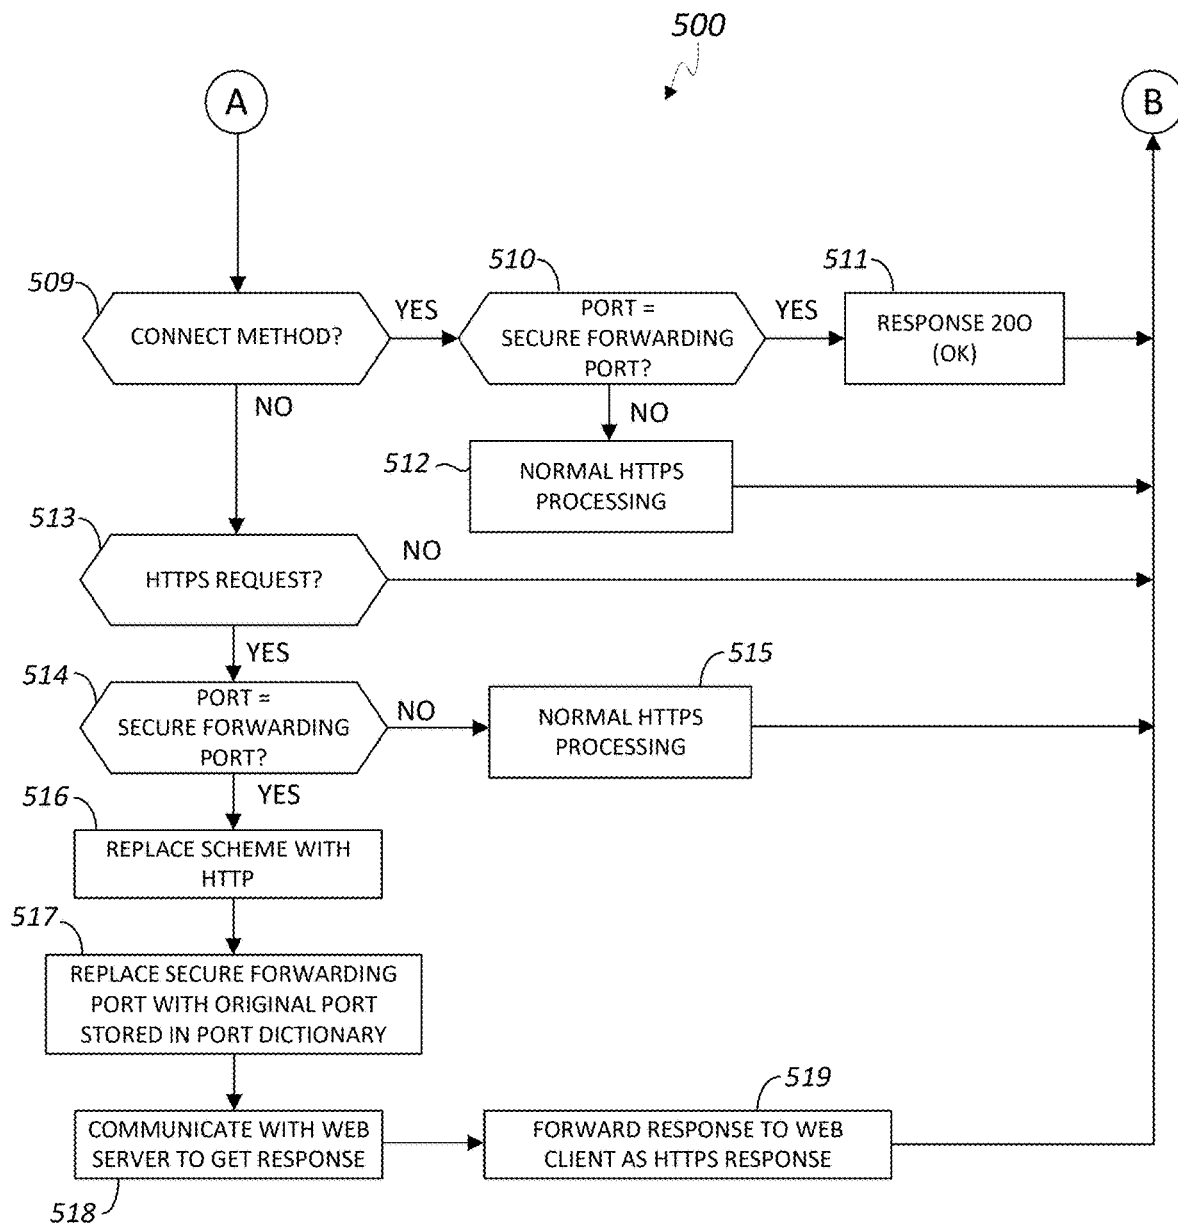 500
A
B
509
CONNECT METHOD?
YES
510
PORT =
SECURE FORWARDING
PORT?
YES
511
RESPONSE 200
(OK)
NO
NO
512
NORMAL HTTPS
PROCESSING
513
HTTPS REQUEST?
NO
YES
514
PORT =
SECURE FORWARDING
PORT?
NO
515
NORMAL HTTPS
PROCESSING
YES
516
REPLACE SCHEME WITH
HTTP
517
REPLACE SECURE FORWARDING
PORT WITH ORIGINAL PORT
STORED IN PORT DICTIONARY
518
COMMUNICATE WITH WEB
SERVER TO GET RESPONSE
519
FORWARD RESPONSE TO WEB
CLIENT AS HTTPS RESPONSE